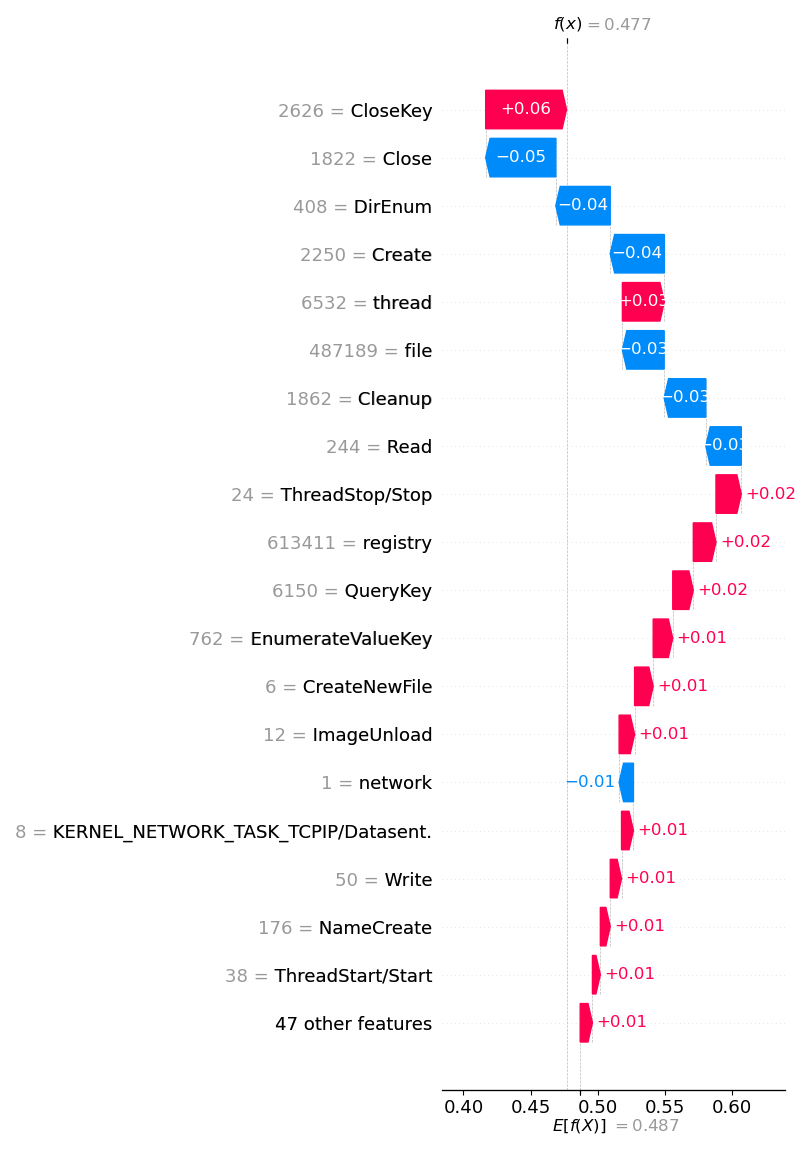 f(x) = 0.477
2626 = CloseKey +0.06
1822 = Close −0.05
408 = DirEnum −0.04
2250 = Create −0.04
6532 = thread +0.03
487189 = file −0.03
1862 = Cleanup −0.03
244 = Read −0.03
24 = ThreadStop/Stop +0.02
613411 = registry +0.02
6150 = QueryKey +0.02
762 = EnumerateValueKey +0.01
6 = CreateNewFile +0.01
12 = ImageUnload +0.01
1 = network −0.01
8 = KERNEL_NETWORK_TASK_TCPIP/Datasent. +0.01
50 = Write +0.01
176 = NameCreate +0.01
38 = ThreadStart/Start +0.01
47 other features +0.01
0.40 0.45 0.50 0.55 0.60
E[f(X)] = 0.487